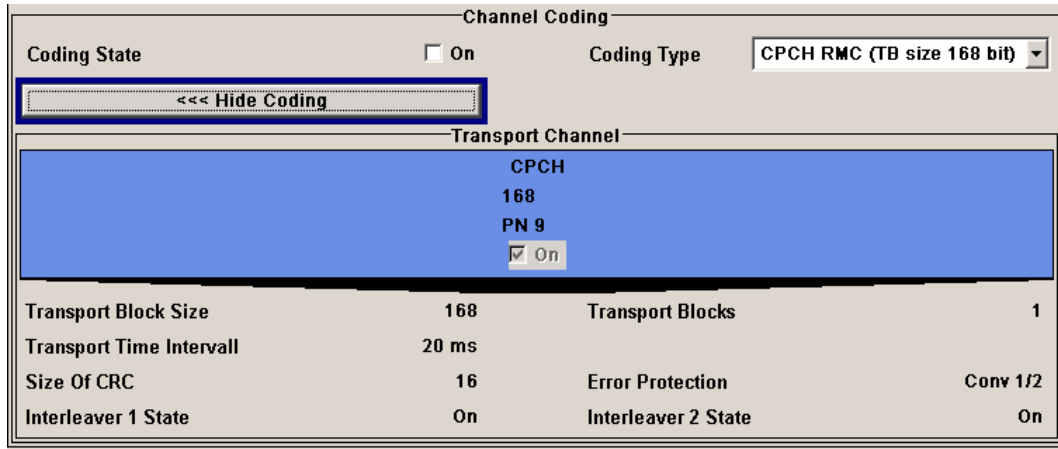 Channel Coding
Coding State On Coding Type CPCH RMC (TB size 168 bit)
<<< Hide Coding
Transport Channel
CPCH
168
PN 9
On
Transport Block Size 168 Transport Blocks 1
Transport Time Intervall 20 ms
Size Of CRC 16 Error Protection Conv 1/2
Interleaver 1 State On Interleaver 2 State On